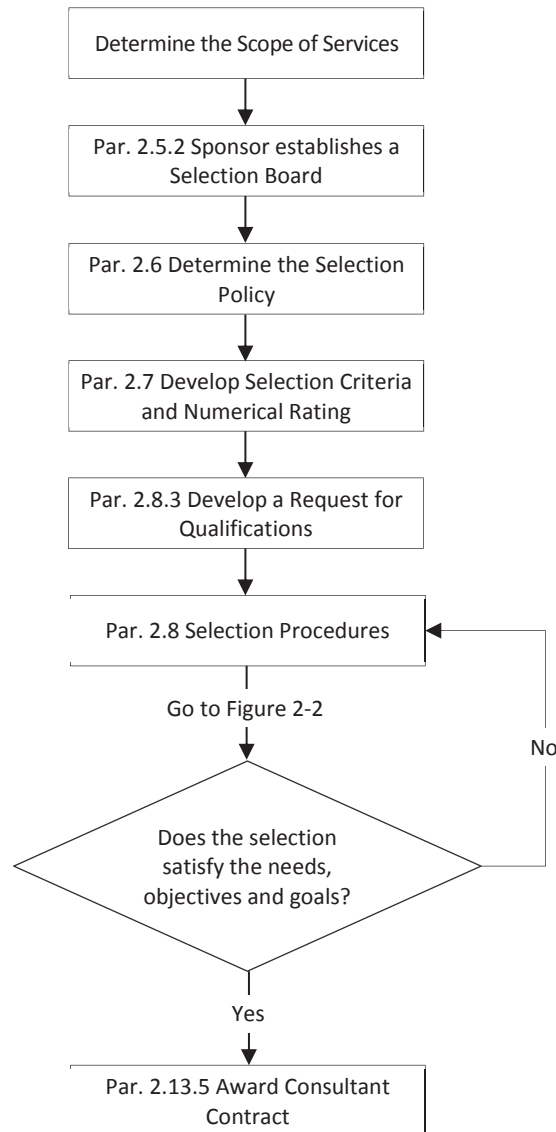 Determine the Scope of Services
Par. 2.5.2 Sponsor establishes a
Selection Board
Par. 2.6 Determine the Selection
Policy
Par. 2.7 Develop Selection Criteria
and Numerical Rating
Par. 2.8.3 Develop a Request for
Qualifications
Par. 2.8 Selection Procedures
Go to Figure 2-2
No
Does the selection
satisfy the needs,
objectives and goals?
Yes
Par. 2.13.5 Award Consultant
Contract